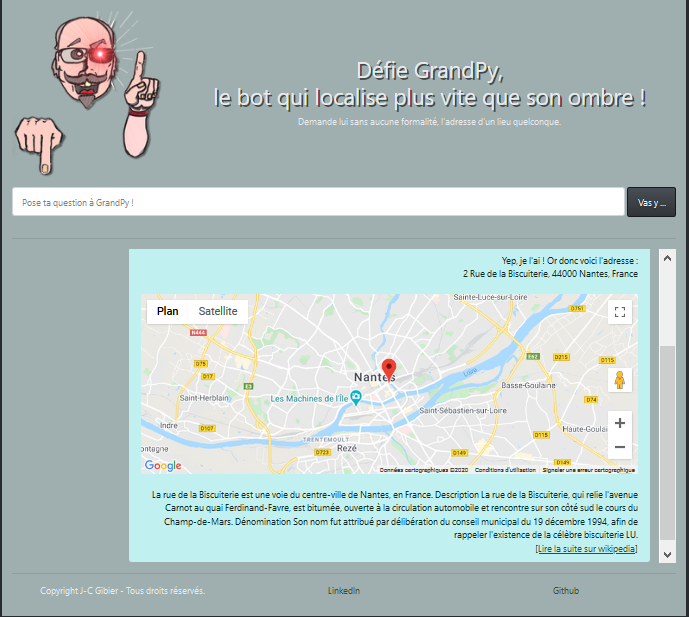 Défie GrandPy,
le bot qui localise plus vite que son ombre !
Demande lui sans aucune formalité, l'adresse d'un lieu quelconque.
Pose ta question à GrandPy !
Vas y ...
Yep, je l'ai ! Or donc voici l'adresse :
2 Rue de la Biscuiterie, 44000 Nantes, France
Plan
Satellite
Sainte-Luce-sur-Loire
D751
N444
D75
D17
E3
E62
D215
D115
Nantes
Loire
Basse-Goulaine
Saint-Herblain
Les Machines de l'Île
D74
Saint-Sébastien-sur-Loire
Indre
D107
D115
Haute-Goulai
TRENTEMOULT
ontagne
Rezé
D723
D149
D149
Google
Données cartographiques ©2020
Conditions d'utilisation
Signaler une erreur cartographique
La rue de la Biscuiterie est une voie du centre-ville de Nantes, en France. Description La rue de la Biscuiterie, qui relie l'avenue
Carnot au quai Ferdinand-Favre, est bitumée, ouverte à la circulation automobile et rencontre sur son côté sud le cours du
Champ-de-Mars. Dénomination Son nom fut attribué par délibération du conseil municipal du 19 décembre 1994, afin de
rappeler l'existence de la célèbre biscuiterie LU.
[Lire la suite sur wikipedia]
Copyright J-C Gibier - Tous droits réservés.
LinkedIn
Github